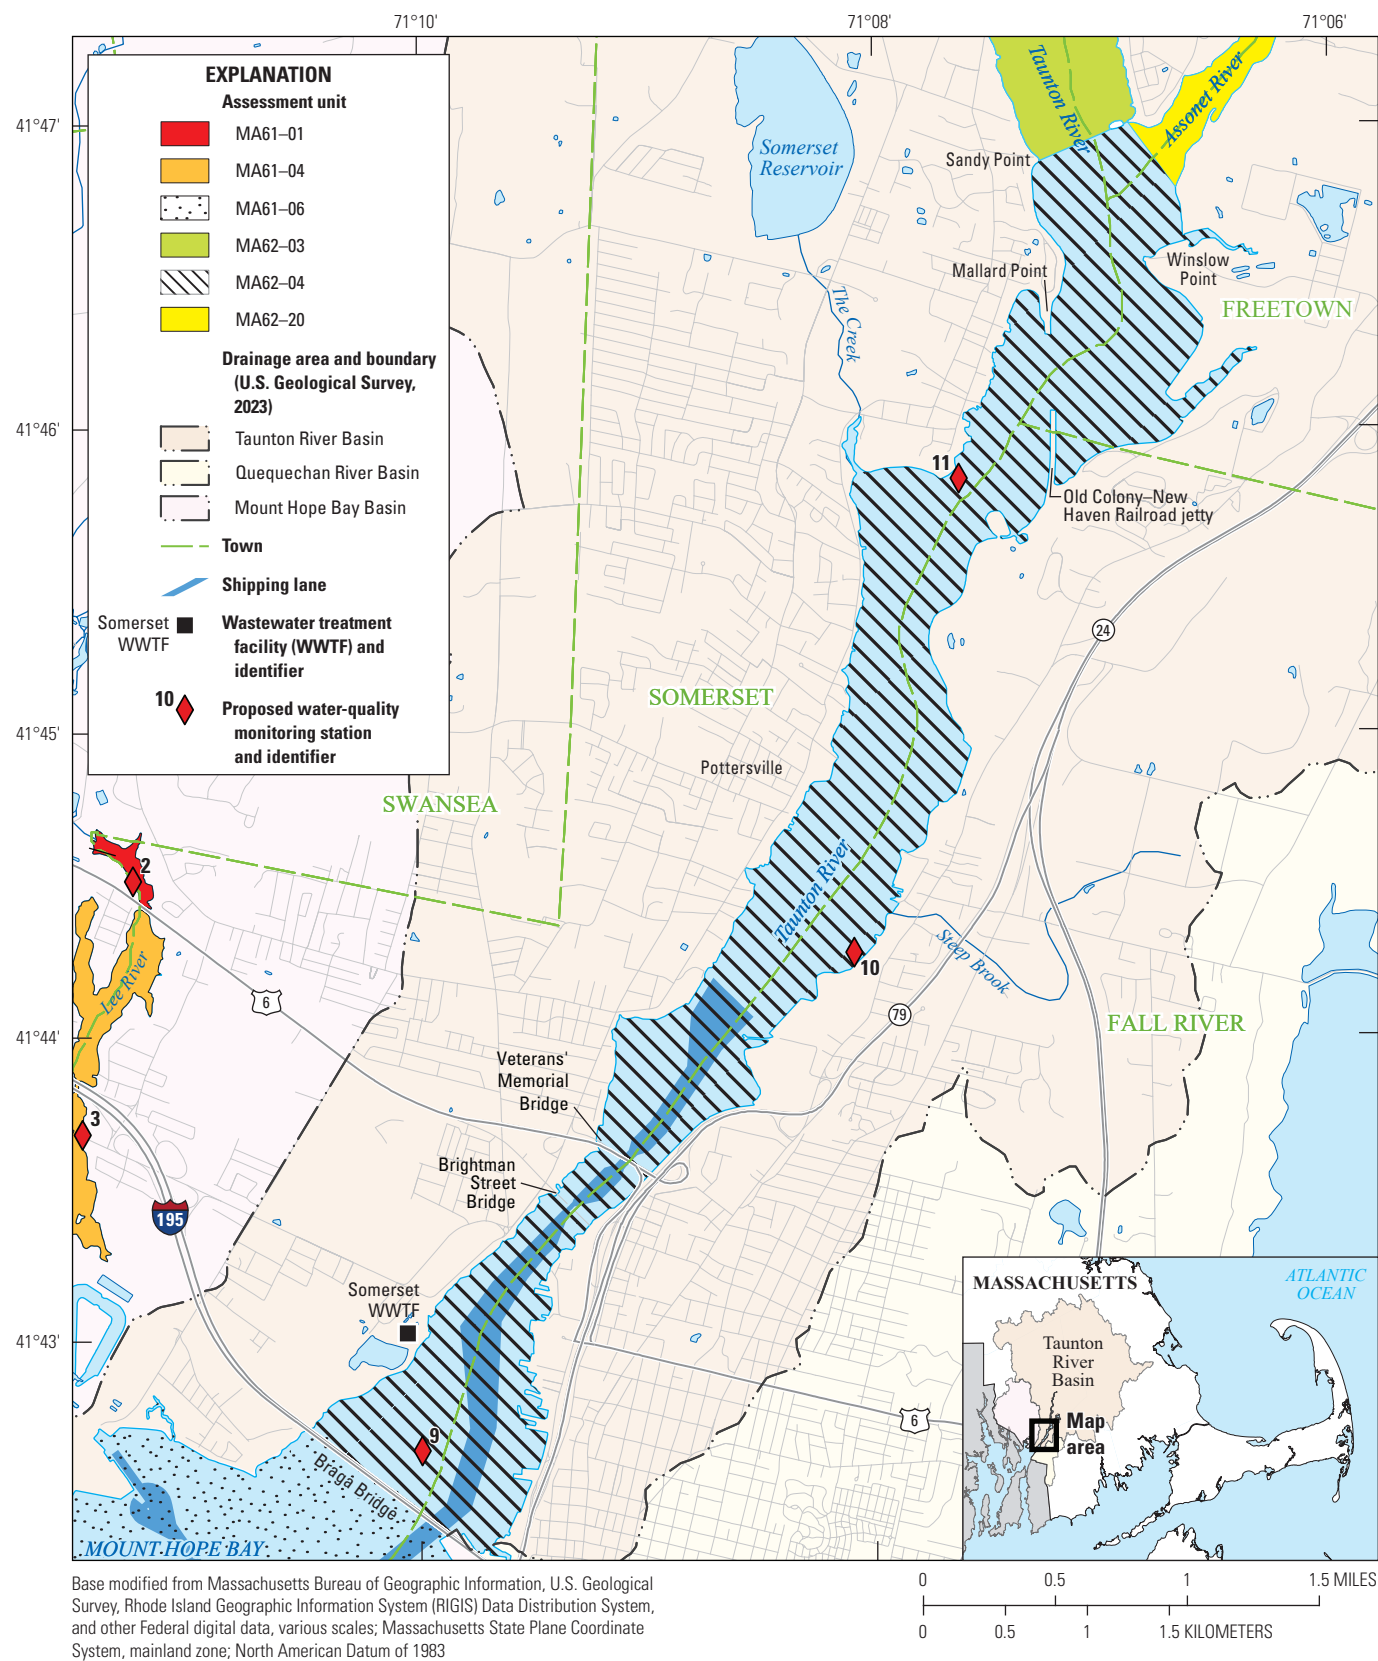 71°10'
71°08'
71°06'
41°47'
41°46'
41°45'
41°44'
41°43'
EXPLANATION
Assessment unit
MA61–01
MA61–04
MA61–06
MA62–03
MA62–04
MA62–20
Drainage area and boundary
(U.S. Geological Survey,
2023)
Taunton River Basin
Quequechan River Basin
Mount Hope Bay Basin
Town
Shipping lane
Somerset
WWTF
Wastewater treatment
facility (WWTF) and
identifier
10
Proposed water-quality
monitoring station
and identifier
Somerset
Reservoir
Taunton River
Assonet River
Sandy Point
Mallard Point
Winslow
Point
FREETOWN
The Creek
11
Old Colony–New
Haven Railroad jetty
24
SOMERSET
Pottersville
SWANSEA
2
Taunton River
10
Steep Brook
Lee River
6
79
FALL RIVER
Veterans'
Memorial
Bridge
3
Brightman
Street
Bridge
195
Somerset
WWTF
9
Braga Bridge
MOUNT HOPE BAY
6
MASSACHUSETTS
ATLANTIC
OCEAN
Taunton
River
Basin
Map
area
Base modified from Massachusetts Bureau of Geographic Information, U.S. Geological
Survey, Rhode Island Geographic Information System (RIGIS) Data Distribution System,
and other Federal digital data, various scales; Massachusetts State Plane Coordinate
System, mainland zone; North American Datum of 1983
0 0.5 1 1.5 MILES
0 0.5 1 1.5 KILOMETERS